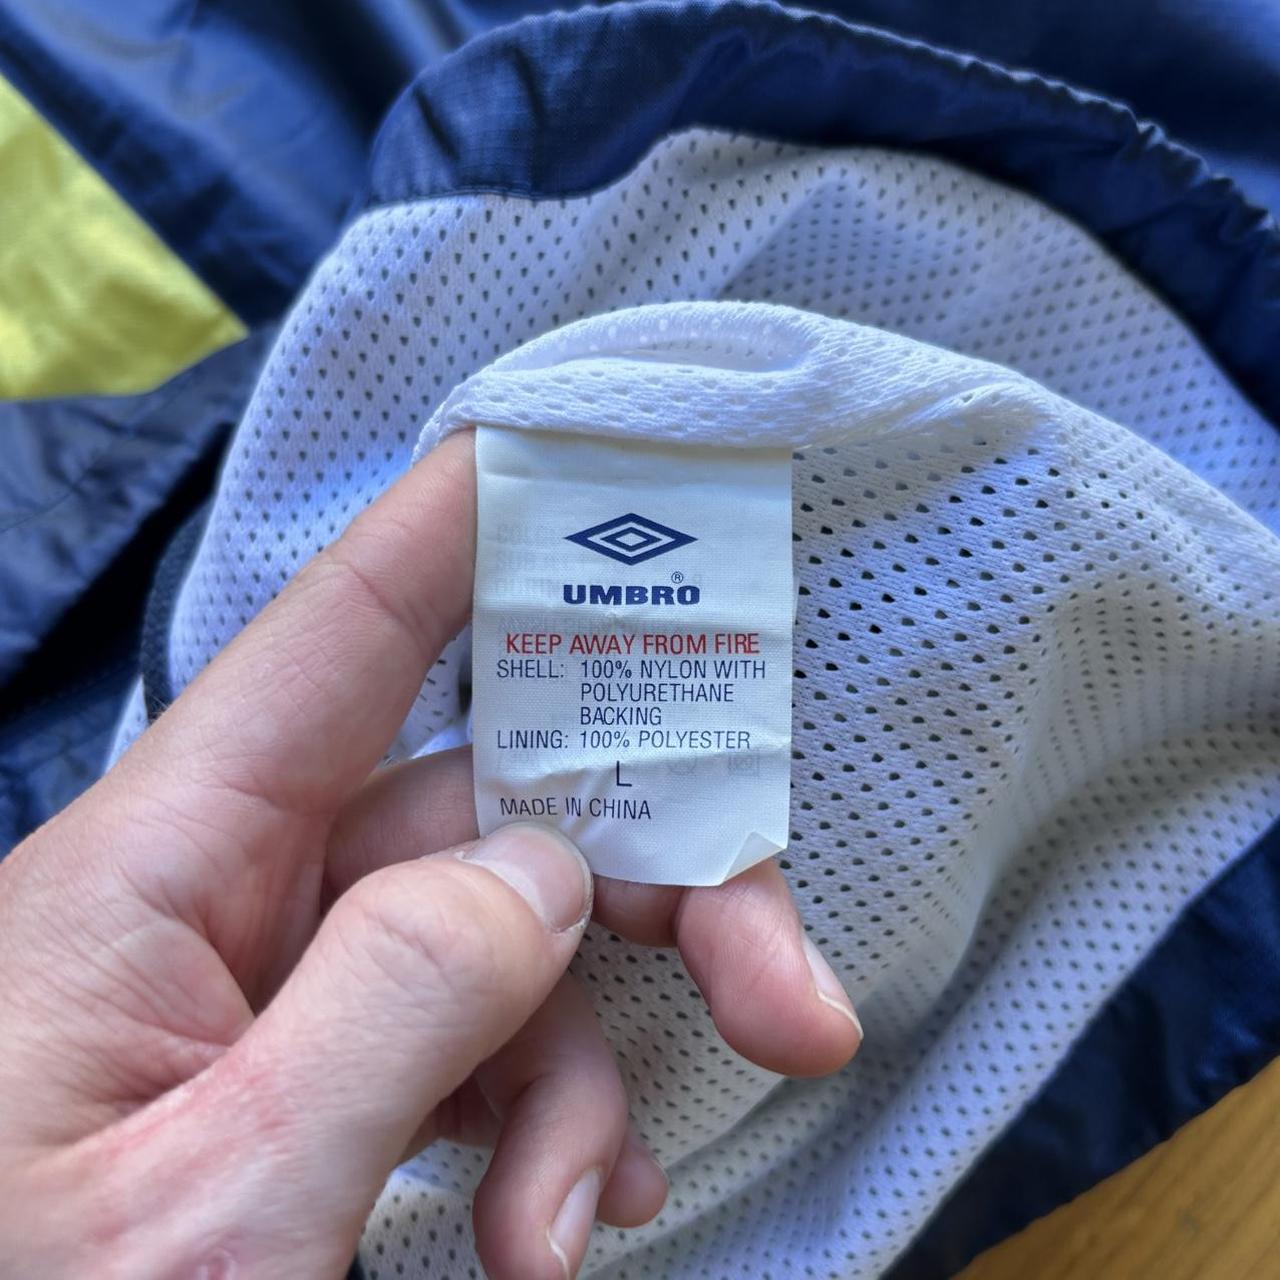 UMBRO®
KEEP AWAY FROM FIRE
SHELL: 100% NYLON WITH
POLYURETHANE
BACKING
LINING: 100% POLYESTER
L
MADE IN CHINA